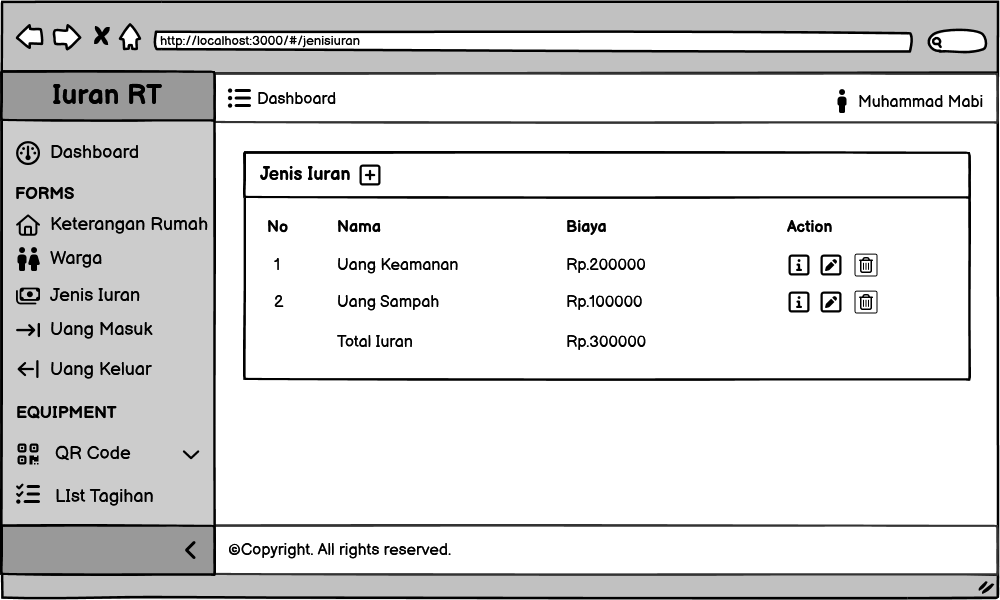 http://localhost:3000/#/jenisiuran
Iuran RT
Dashboard
Muhammad Mabi
Dashboard
FORMS
Keterangan Rumah
Warga
Jenis Iuran
Uang Masuk
Uang Keluar
EQUIPMENT
QR Code
LIst Tagihan
Jenis Iuran
No Nama Biaya Action
1 Uang Keamanan Rp.200000
2 Uang Sampah Rp.100000
Total Iuran Rp.300000
©Copyright. All rights reserved.